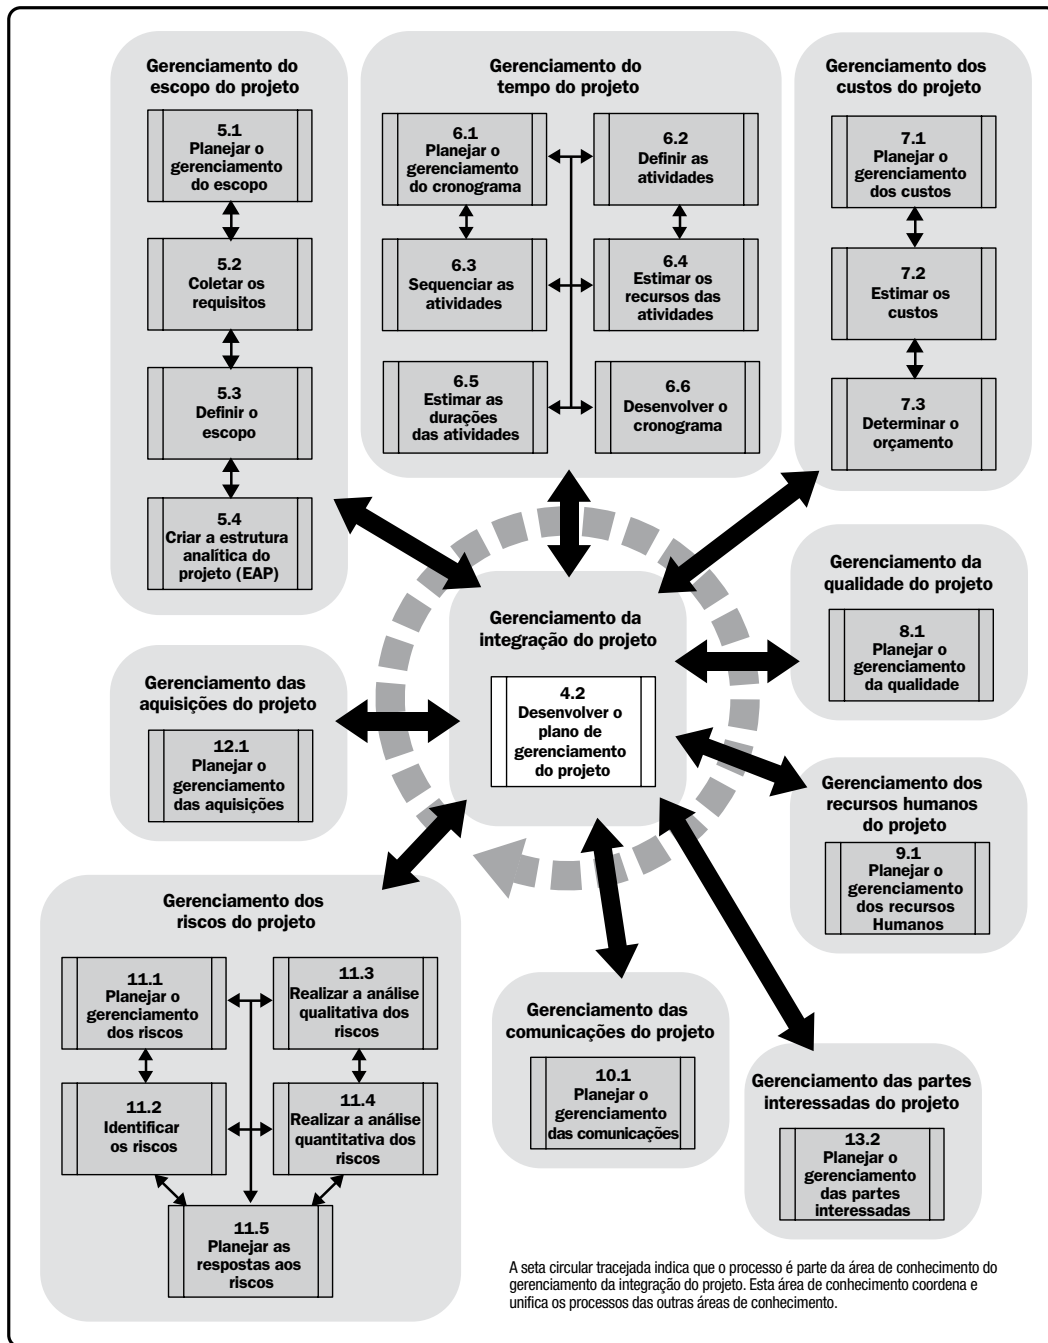 Gerenciamento do
escopo do projeto
5.1
Planejar o
gerenciamento
do escopo
5.2
Coletar os
requisitos
5.3
Definir o
escopo
5.4
Criar a estrutura
analítica do
projeto (EAP)
Gerenciamento do
tempo do projeto
6.1
Planejar o
gerenciamento
do cronograma
6.2
Definir as
atividades
6.3
Sequenciar as
atividades
6.4
Estimar os
recursos das
atividades
6.5
Estimar as
durações
das atividades
6.6
Desenvolver o
cronograma
Gerenciamento dos
custos do projeto
7.1
Planejar o
gerenciamento
dos custos
7.2
Estimar os
custos
7.3
Determinar o
orçamento
Gerenciamento da
integração do projeto
4.2
Desenvolver o
plano de
gerenciamento
do projeto
Gerenciamento da
qualidade do projeto
8.1
Planejar o
gerenciamento
da qualidade
Gerenciamento das
aquisições do projeto
12.1
Planejar o
gerenciamento
das aquisições
Gerenciamento dos
recursos humanos
do projeto
9.1
Planejar o
gerenciamento
dos recursos
Humanos
Gerenciamento dos
riscos do projeto
11.1
Planejar o
gerenciamento
dos riscos
11.3
Realizar a análise
qualitativa dos
riscos
11.2
Identificar
os riscos
11.4
Realizar a análise
quantitativa dos
riscos
11.5
Planejar as
respostas aos
riscos
Gerenciamento das
comunicações do projeto
10.1
Planejar o
gerenciamento
das comunicações
Gerenciamento das partes
interessadas do projeto
13.2
Planejar o
gerenciamento
das partes
interessadas
A seta circular tracejada indica que o processo é parte da área de conhecimento do
gerenciamento da integração do projeto. Esta área de conhecimento coordena e
unifica os processos das outras áreas de conhecimento.